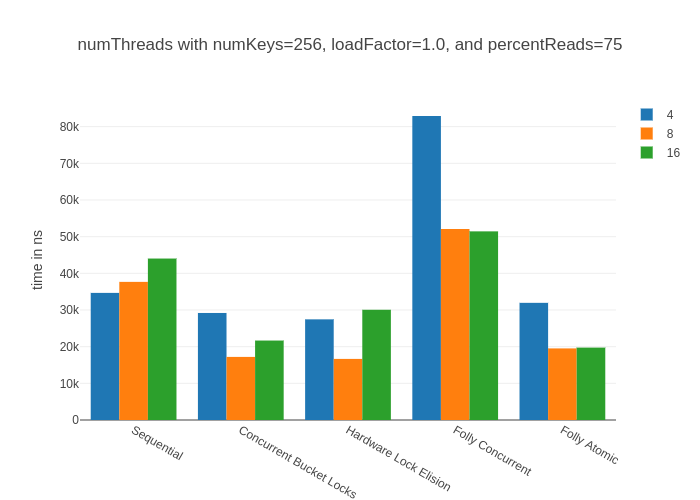 numThreads with numKeys=256, loadFactor=1.0, and percentReads=75
4
8
16
time in ns
80k
70k
60k
50k
40k
30k
20k
10k
0
Sequential
Concurrent Bucket Locks
Hardware Lock Elision
Folly Concurrent
Folly Atomic